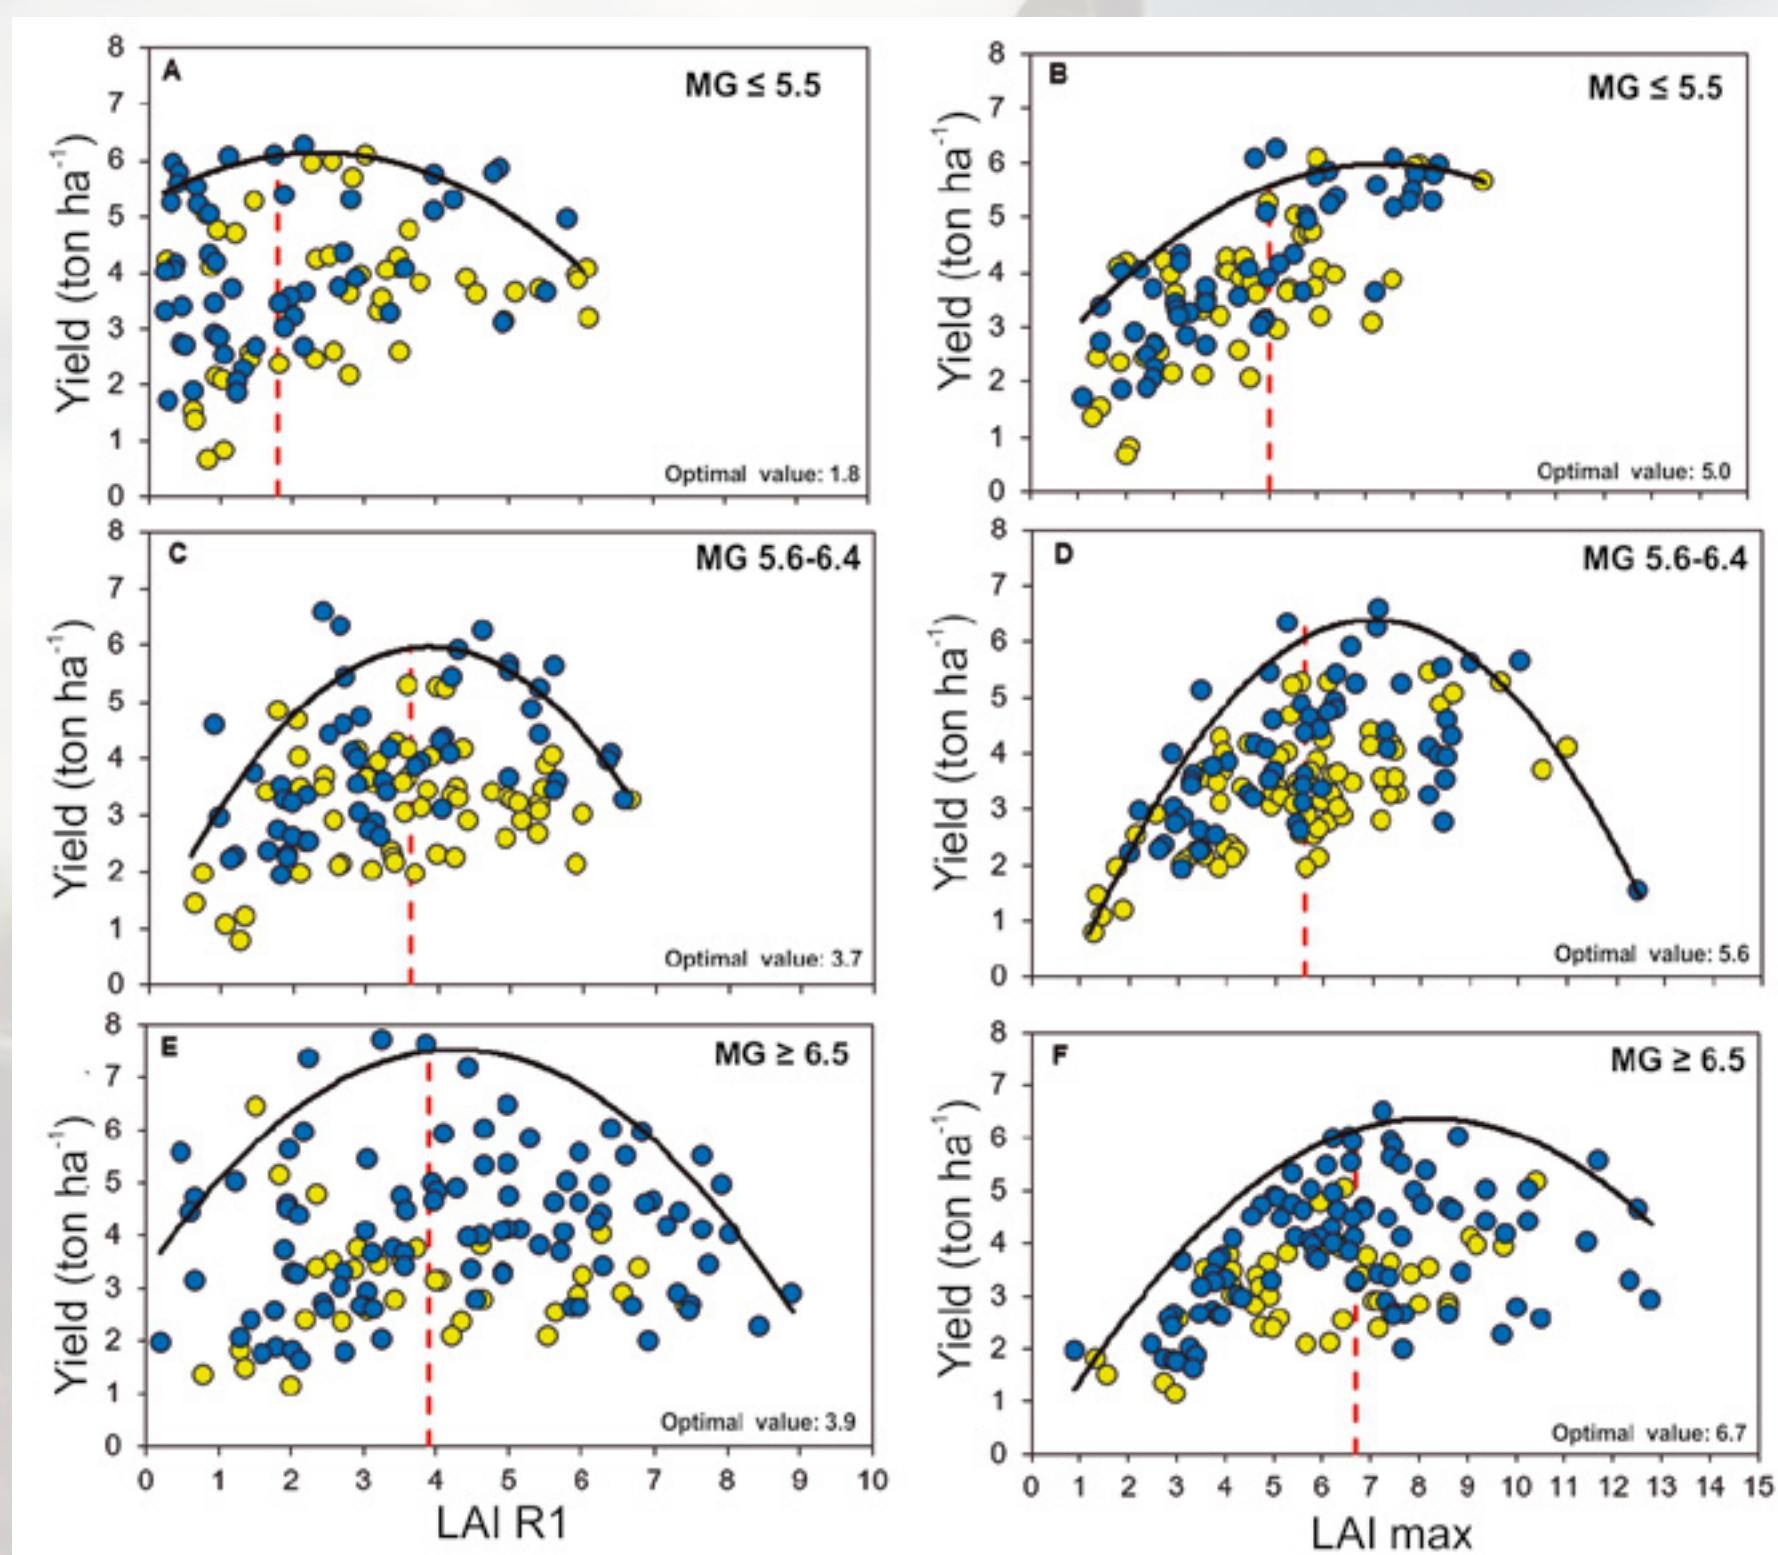 A
MG ≤ 5.5
Yield (ton ha⁻¹)
8
7
6
5
4
3
2
1
0
Optimal value: 1.8
B
MG ≤ 5.5
Yield (ton ha⁻¹)
8
7
6
5
4
3
2
1
0
Optimal value: 5.0
C
MG 5.6-6.4
Yield (ton ha⁻¹)
8
7
6
5
4
3
2
1
0
Optimal value: 3.7
D
MG 5.6-6.4
Yield (ton ha⁻¹)
8
7
6
5
4
3
2
1
0
Optimal value: 5.6
E
MG ≥ 6.5
Yield (ton ha⁻¹)
8
7
6
5
4
3
2
1
0
Optimal value: 3.9
0 1 2 3 4 5 6 7 8 9 10
LAI R1
F
MG ≥ 6.5
Yield (ton ha⁻¹)
8
7
6
5
4
3
2
1
0
Optimal value: 6.7
0 1 2 3 4 5 6 7 8 9 10 11 12 13 14 15
LAI max